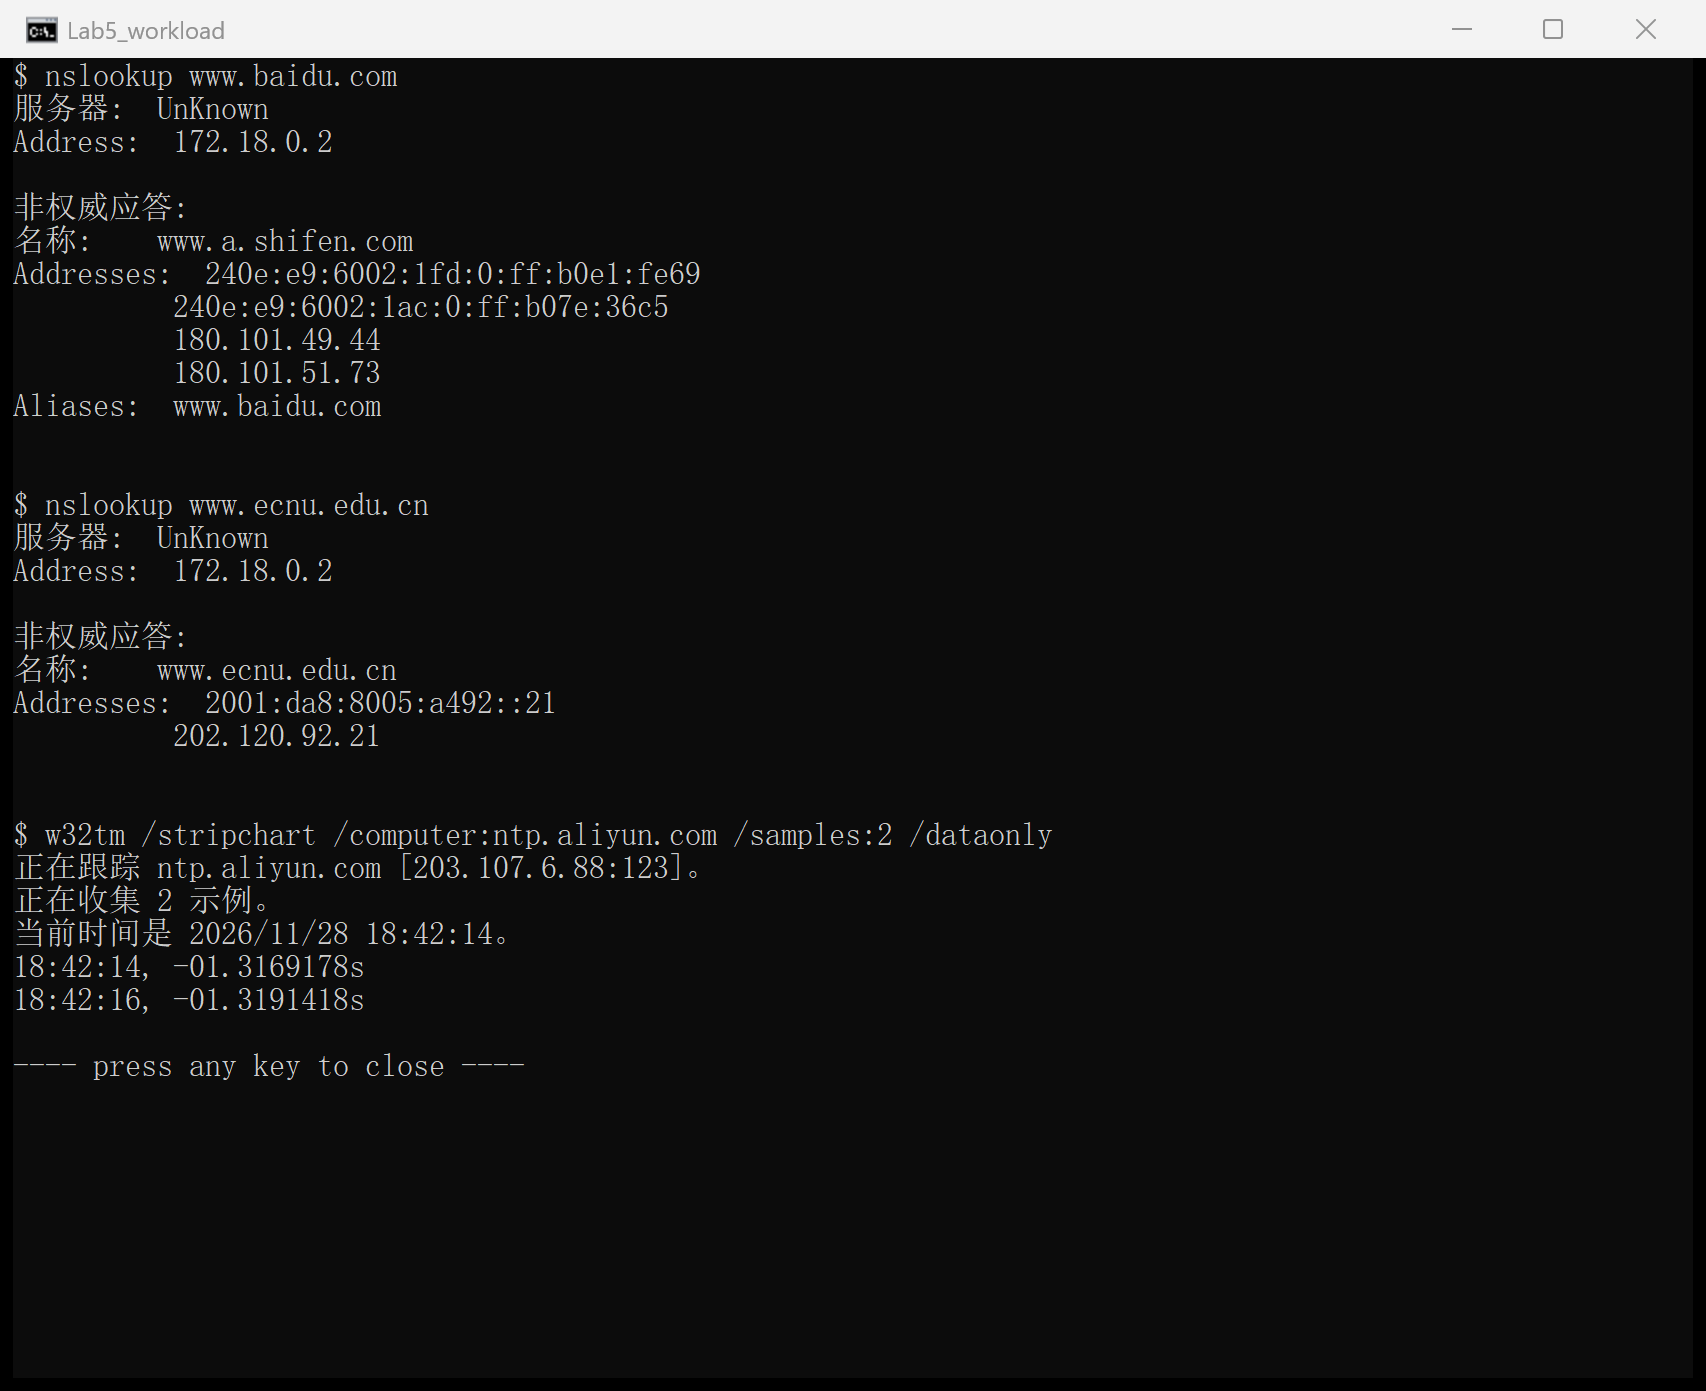 Lab5_workload
$ nslookup www.baidu.com
服务器:  UnKnown
Address:  172.18.0.2
非权威应答:
名称:    www.a.shifen.com
Addresses:  240e:e9:6002:1fd:0:ff:b0e1:fe69
240e:e9:6002:1ac:0:ff:b07e:36c5
180.101.49.44
180.101.51.73
Aliases:  www.baidu.com
$ nslookup www.ecnu.edu.cn
服务器:  UnKnown
Address:  172.18.0.2
非权威应答:
名称:    www.ecnu.edu.cn
Addresses:  2001:da8:8005:a492::21
202.120.92.21
$ w32tm /stripchart /computer:ntp.aliyun.com /samples:2 /dataonly
正在跟踪 ntp.aliyun.com [203.107.6.88:123]。
正在收集 2 示例。
当前时间是 2026/11/28 18:42:14。
18:42:14, -01.3169178s
18:42:16, -01.3191418s
---- press any key to close ----